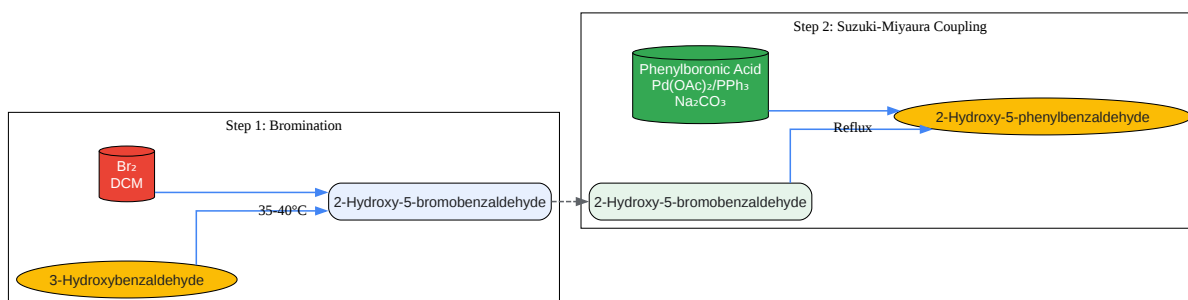 Step 1: Bromination
Br₂
DCM
35-40°C
2-Hydroxy-5-bromobenzaldehyde
3-Hydroxybenzaldehyde
Step 2: Suzuki-Miyaura Coupling
Phenylboronic Acid
Pd(OAc)₂/PPh₃
Na₂CO₃
Reflux
2-Hydroxy-5-phenylbenzaldehyde
2-Hydroxy-5-bromobenzaldehyde